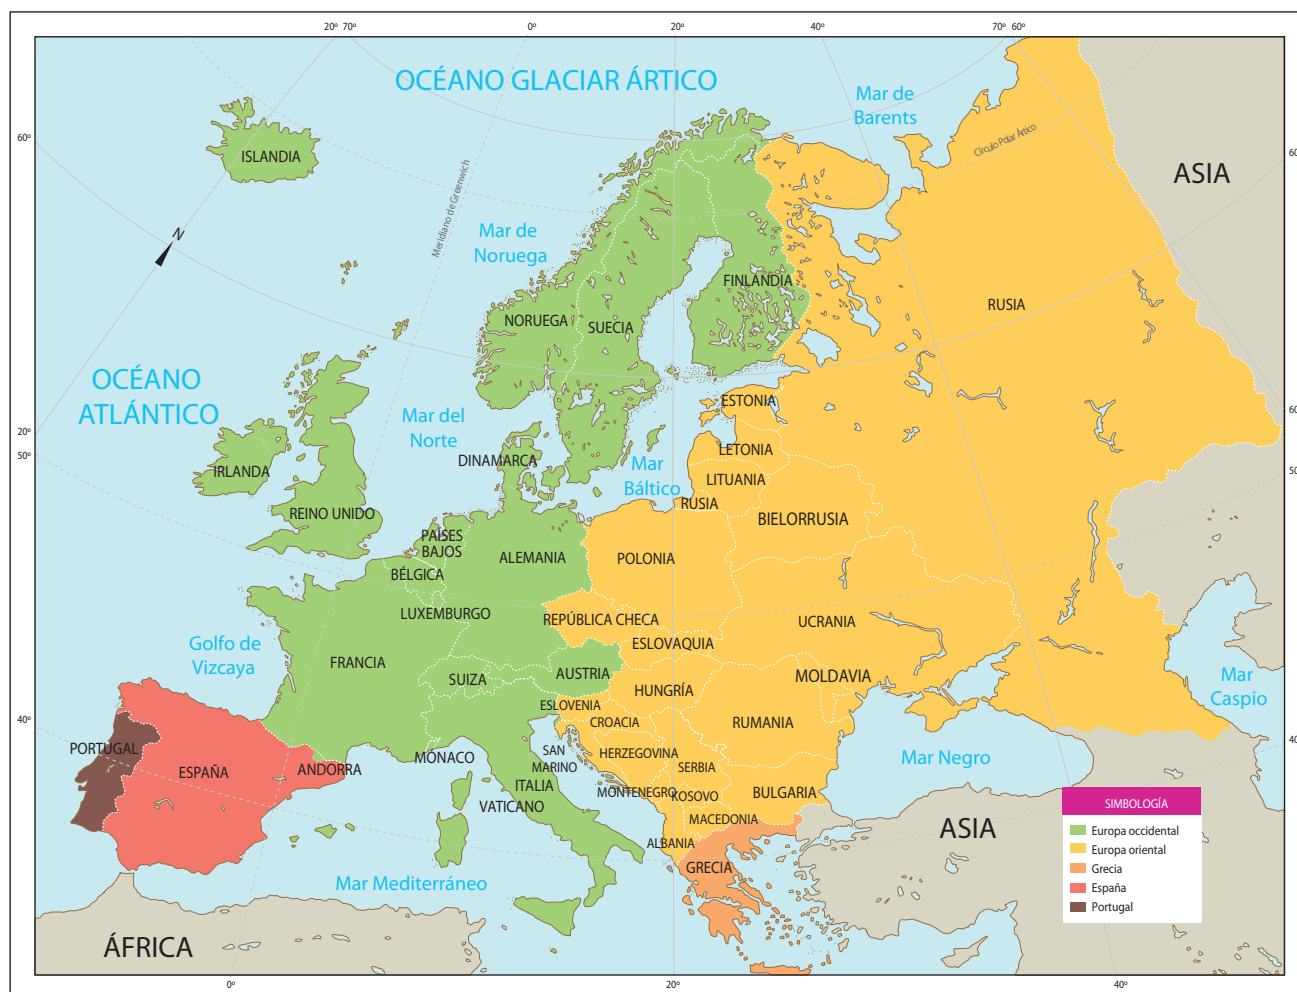 20º 70º
0º
20º
40º
70º 60º
OCÉANO GLACIAR ÁRTICO
Mar de
Barents
Círculo Polar Ártico
60º
60
ISLANDIA
ASIA
Meridiano de Greenwich
N
Mar de
Noruega
FINLANDIA
RUSIA
NORUEGA
SUECIA
OCÉANO
ATLÁNTICO
ESTONIA
60
Mar del
Norte
20º
50º
LETONIA
DINAMARCA
Mar
Báltico
IRLANDA
LITUANIA
50
RUSIA
REINO UNIDO
BIELORRUSIA
PAÍSES
BAJOS
ALEMANIA
POLONIA
BÉLGICA
LUXEMBURGO
REPÚBLICA CHECA
UCRANIA
Golfo de
Vizcaya
ESLOVAQUIA
FRANCIA
AUSTRIA
SUIZA
MOLDAVIA
Mar
Caspio
HUNGRÍA
ESLOVENIA
40º
CROACIA
RUMANIA
40
PORTUGAL
SAN
MARINO
HERZEGOVINA
MÓNACO
Mar Negro
ESPAÑA
ANDORRA
SERBIA
ITALIA
MONTENEGRO
KOSOVO
BULGARIA
VATICANO
MACEDONIA
ASIA
ALBANIA
GRECIA
Mar Mediterráneo
ÁFRICA
SIMBOLOGÍA
Europa occidental
Europa oriental
Grecia
España
Portugal
0º
20º
40º